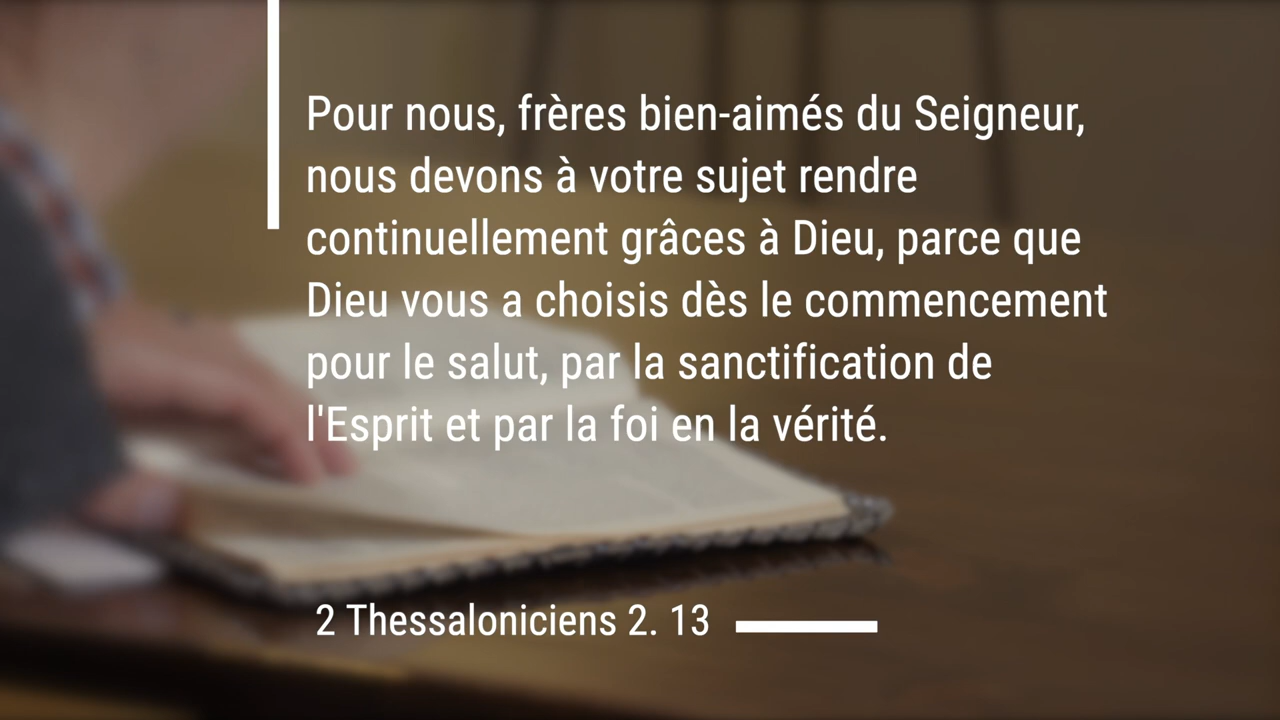 Pour nous, frères bien-aimés du Seigneur,
nous devons à votre sujet rendre
continuellement grâces à Dieu, parce que
Dieu vous a choisis dès le commencement
pour le salut, par la sanctification de
l'Esprit et par la foi en la vérité.
2 Thessaloniciens 2. 13